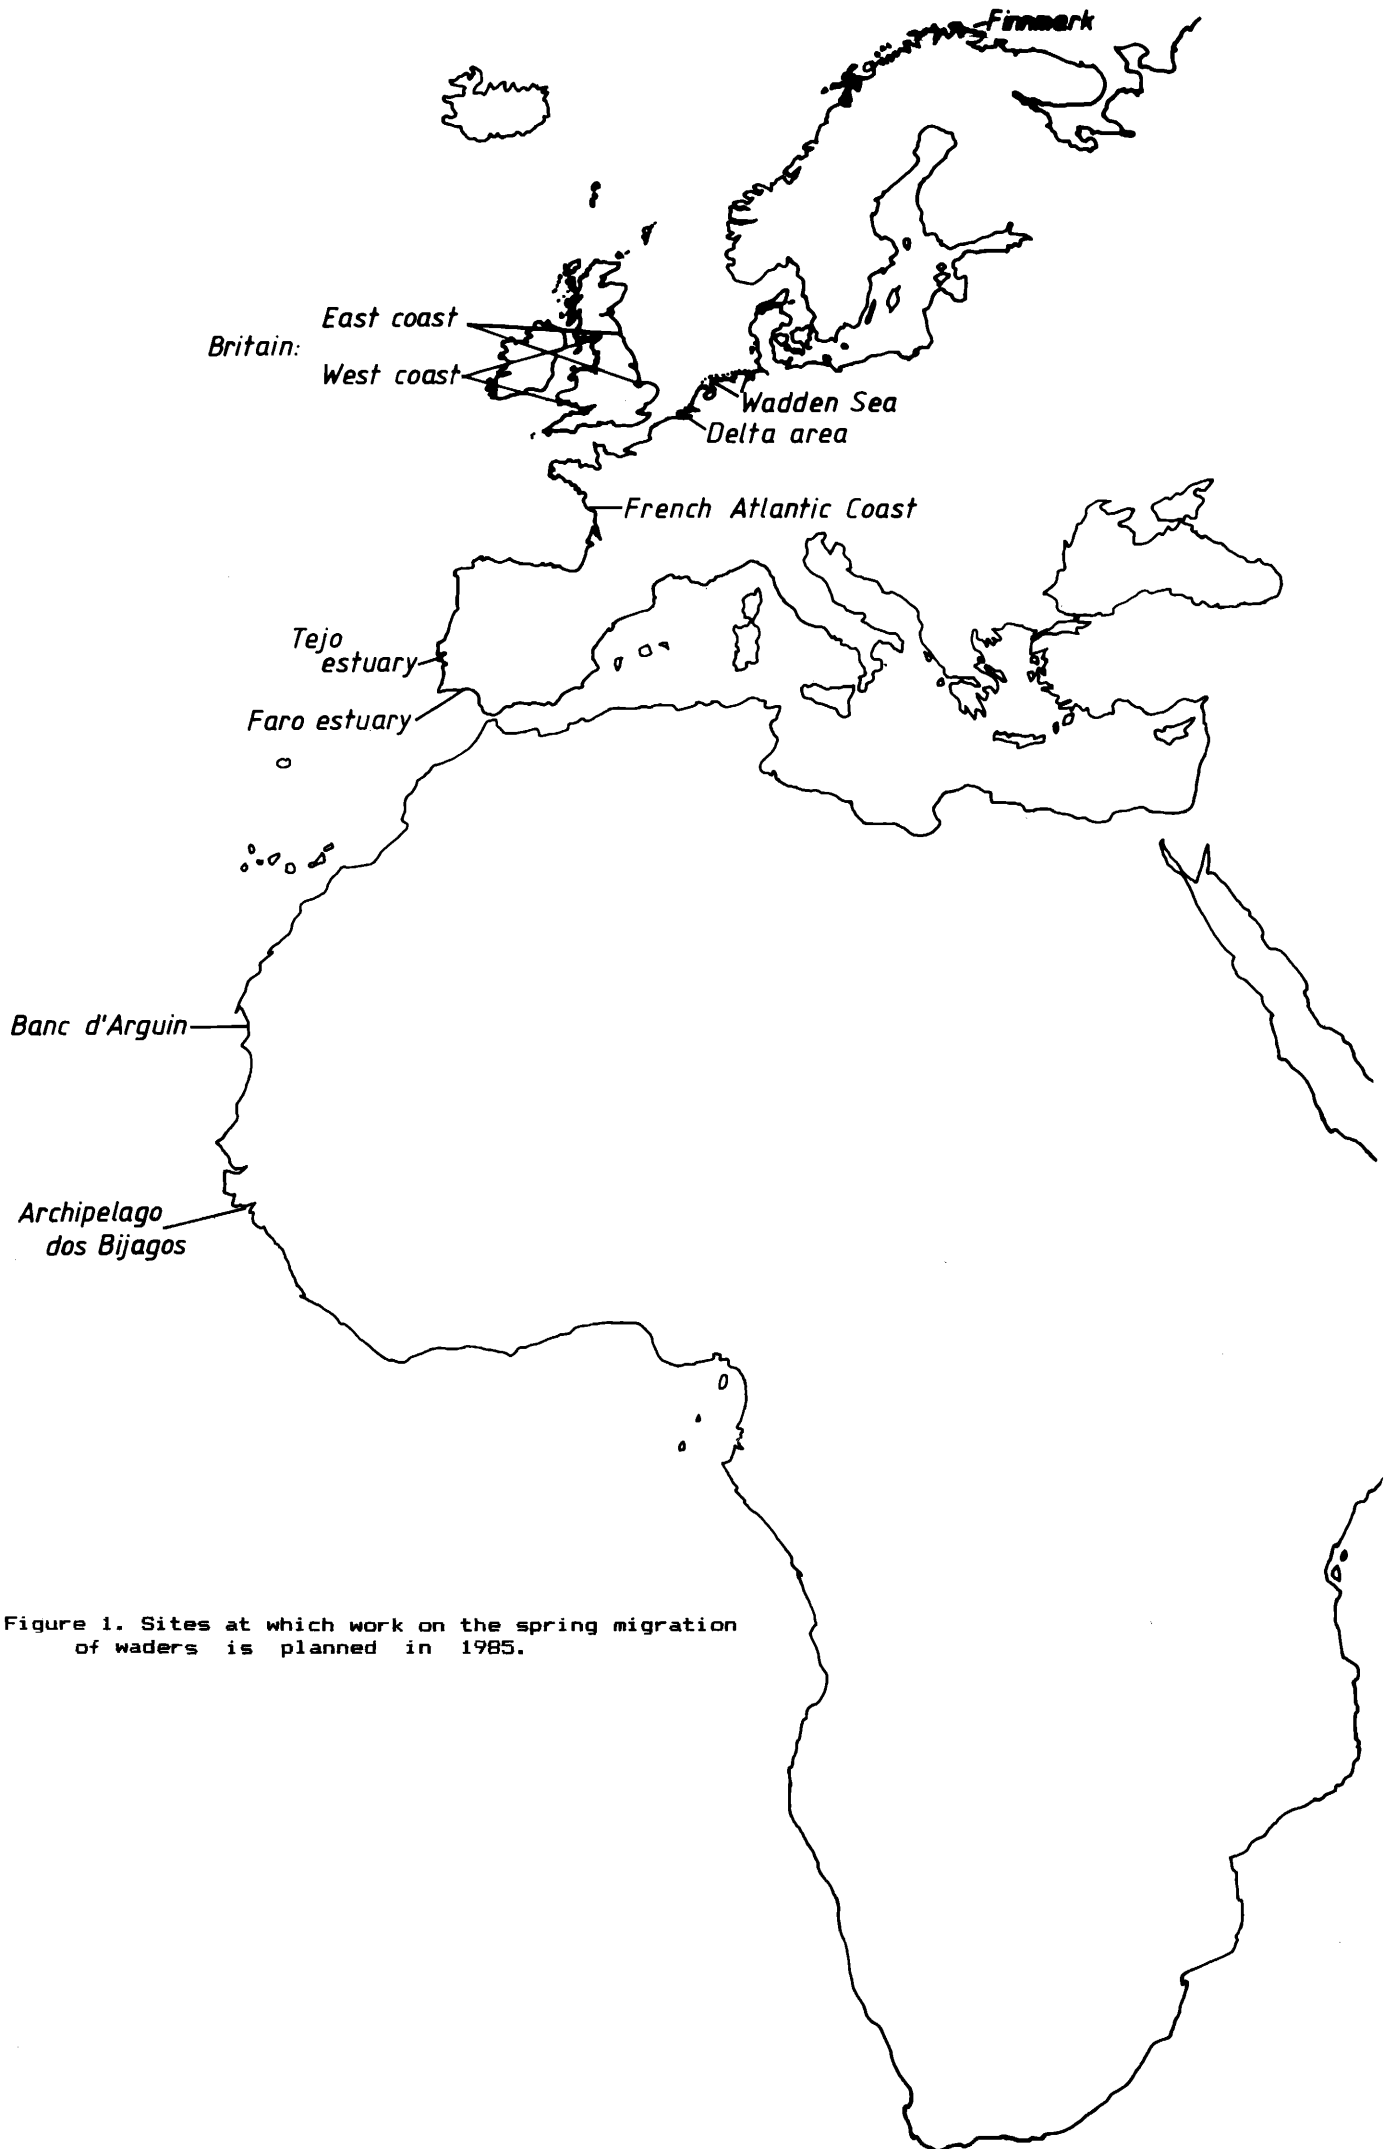 Finnmark
East coast
Britain:
West coast
Wadden Sea
Delta area
French Atlantic Coast
Tejo
estuary
Faro estuary
Banc d'Arguin
Archipelago
dos Bijagos
Figure 1. Sites at which work on the spring migration
of waders is planned in 1985.